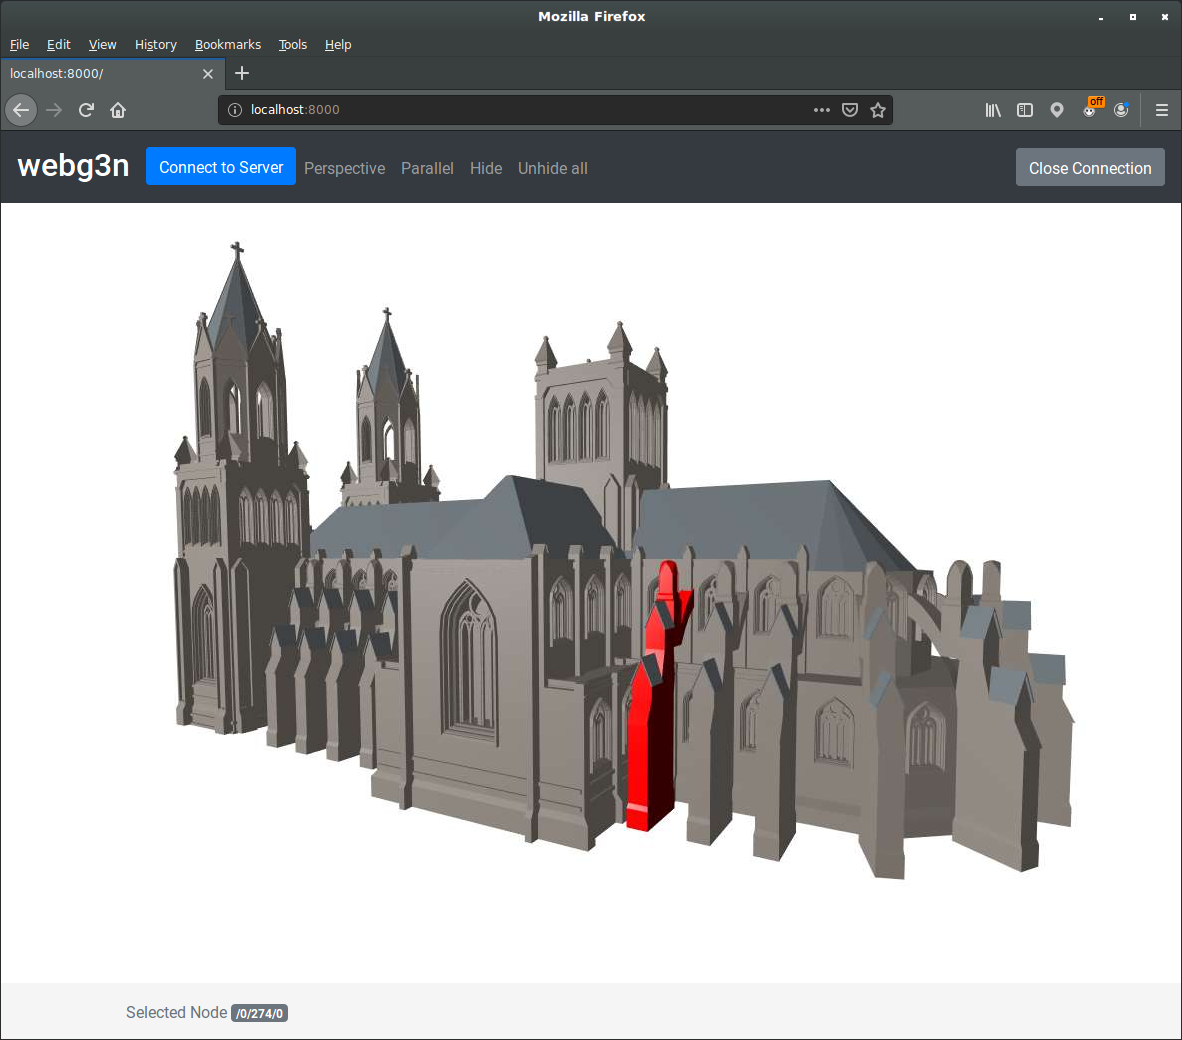 Mozilla Firefox
File Edit View History Bookmarks Tools Help
localhost:8000/
localhost:8000
off
webg3n Connect to Server Perspective Parallel Hide Unhide all Close Connection
Selected Node /0/274/0